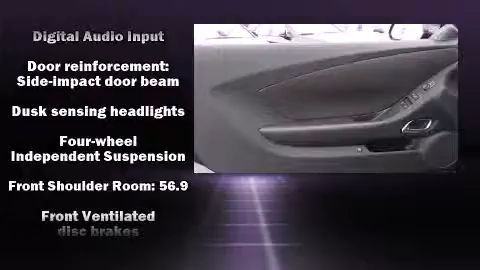 Digital Audio Input
Door reinforcement:
Side-impact door beam
Dusk sensing headlights
Four-wheel
Independent Suspension
Front Shoulder Room: 56.9
Front Ventilated
disc brakes